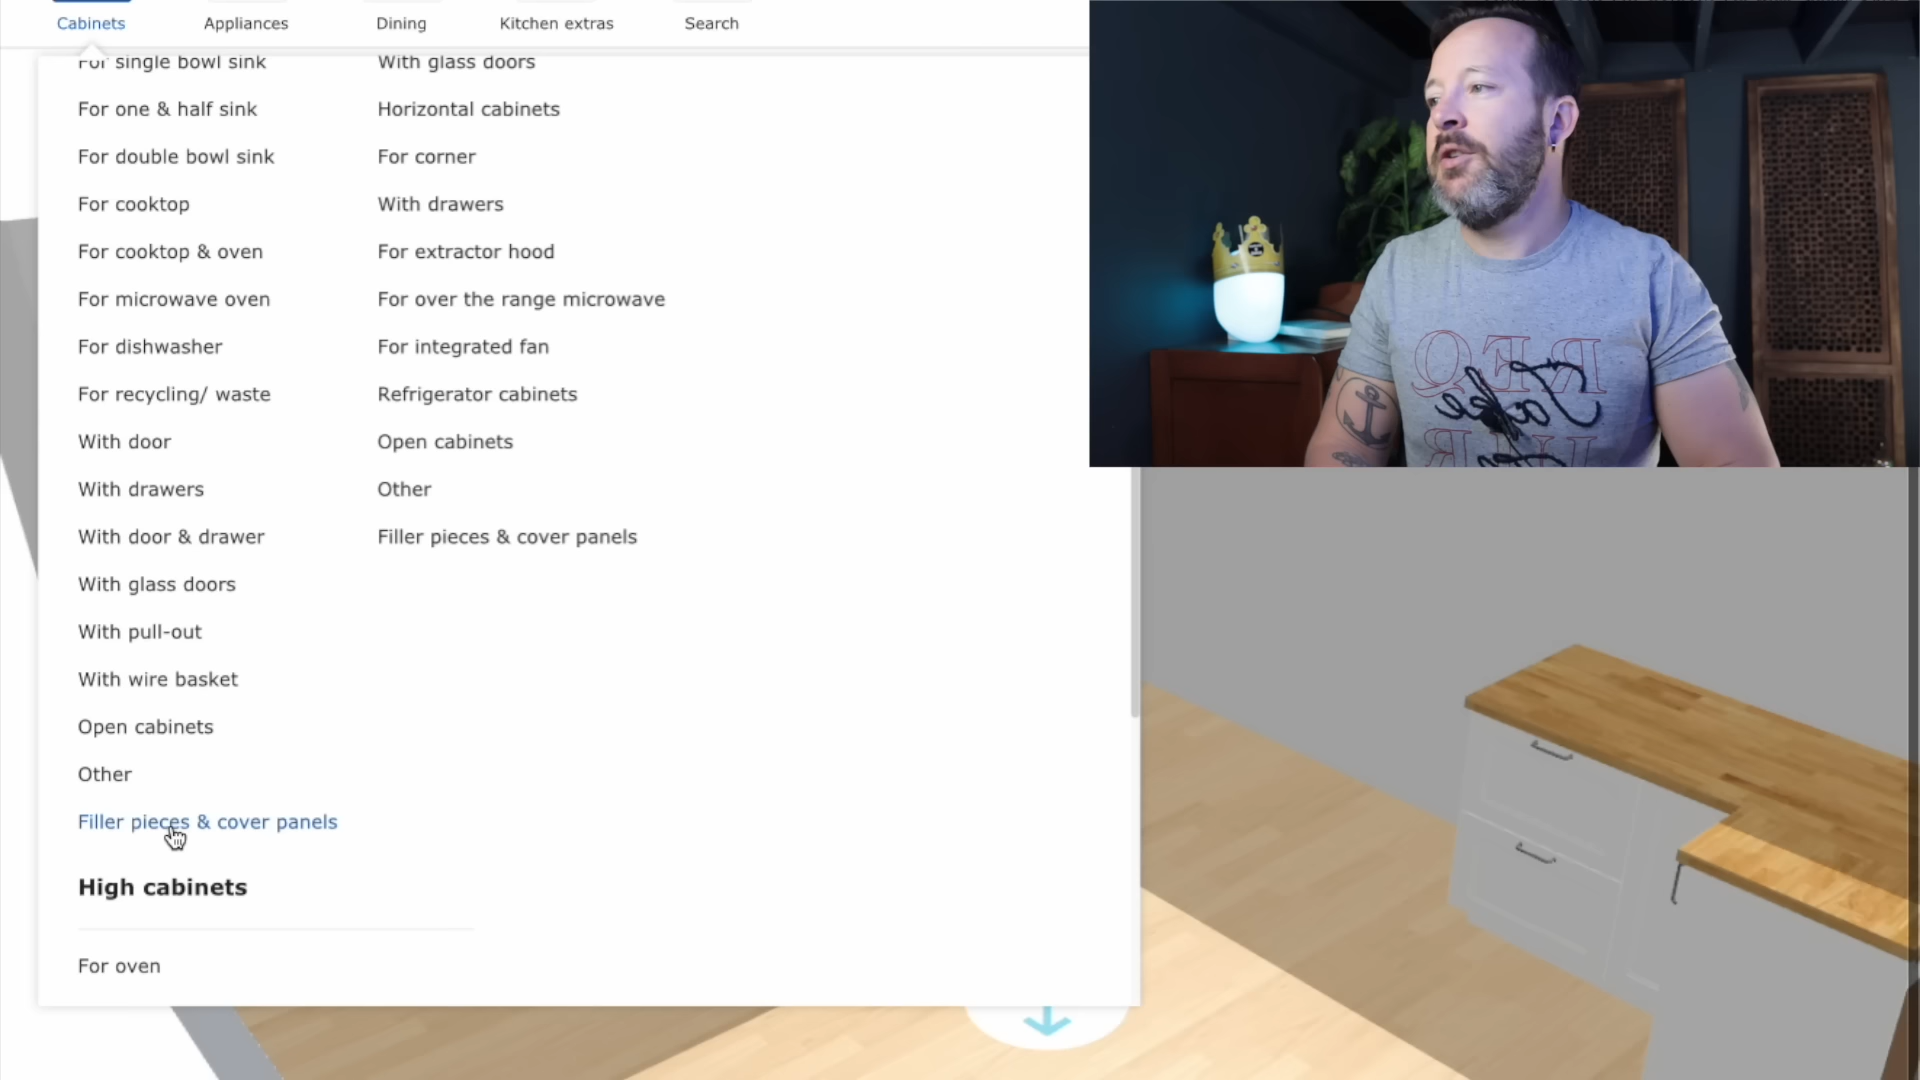 Cabinets
Appliances
Dining
Kitchen extras
Search
For single bowl sink
For one & half sink
For double bowl sink
For cooktop
For cooktop & oven
For microwave oven
For dishwasher
For recycling/ waste
With door
With drawers
With door & drawer
With glass doors
With pull-out
With wire basket
Open cabinets
Other
Filler pieces & cover panels
High cabinets
For oven
With glass doors
Horizontal cabinets
For corner
With drawers
For extractor hood
For over the range microwave
For integrated fan
Refrigerator cabinets
Open cabinets
Other
Filler pieces & cover panels